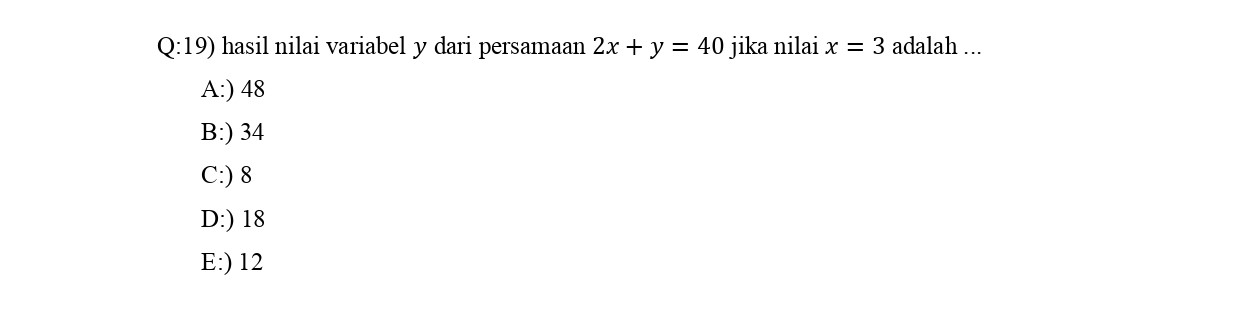 Q:19) hasil nilai variabel y dari persamaan 2x + y = 40 jika nilai x = 3 adalah ...
A:) 48
B:) 34
C:) 8
D:) 18
E:) 12